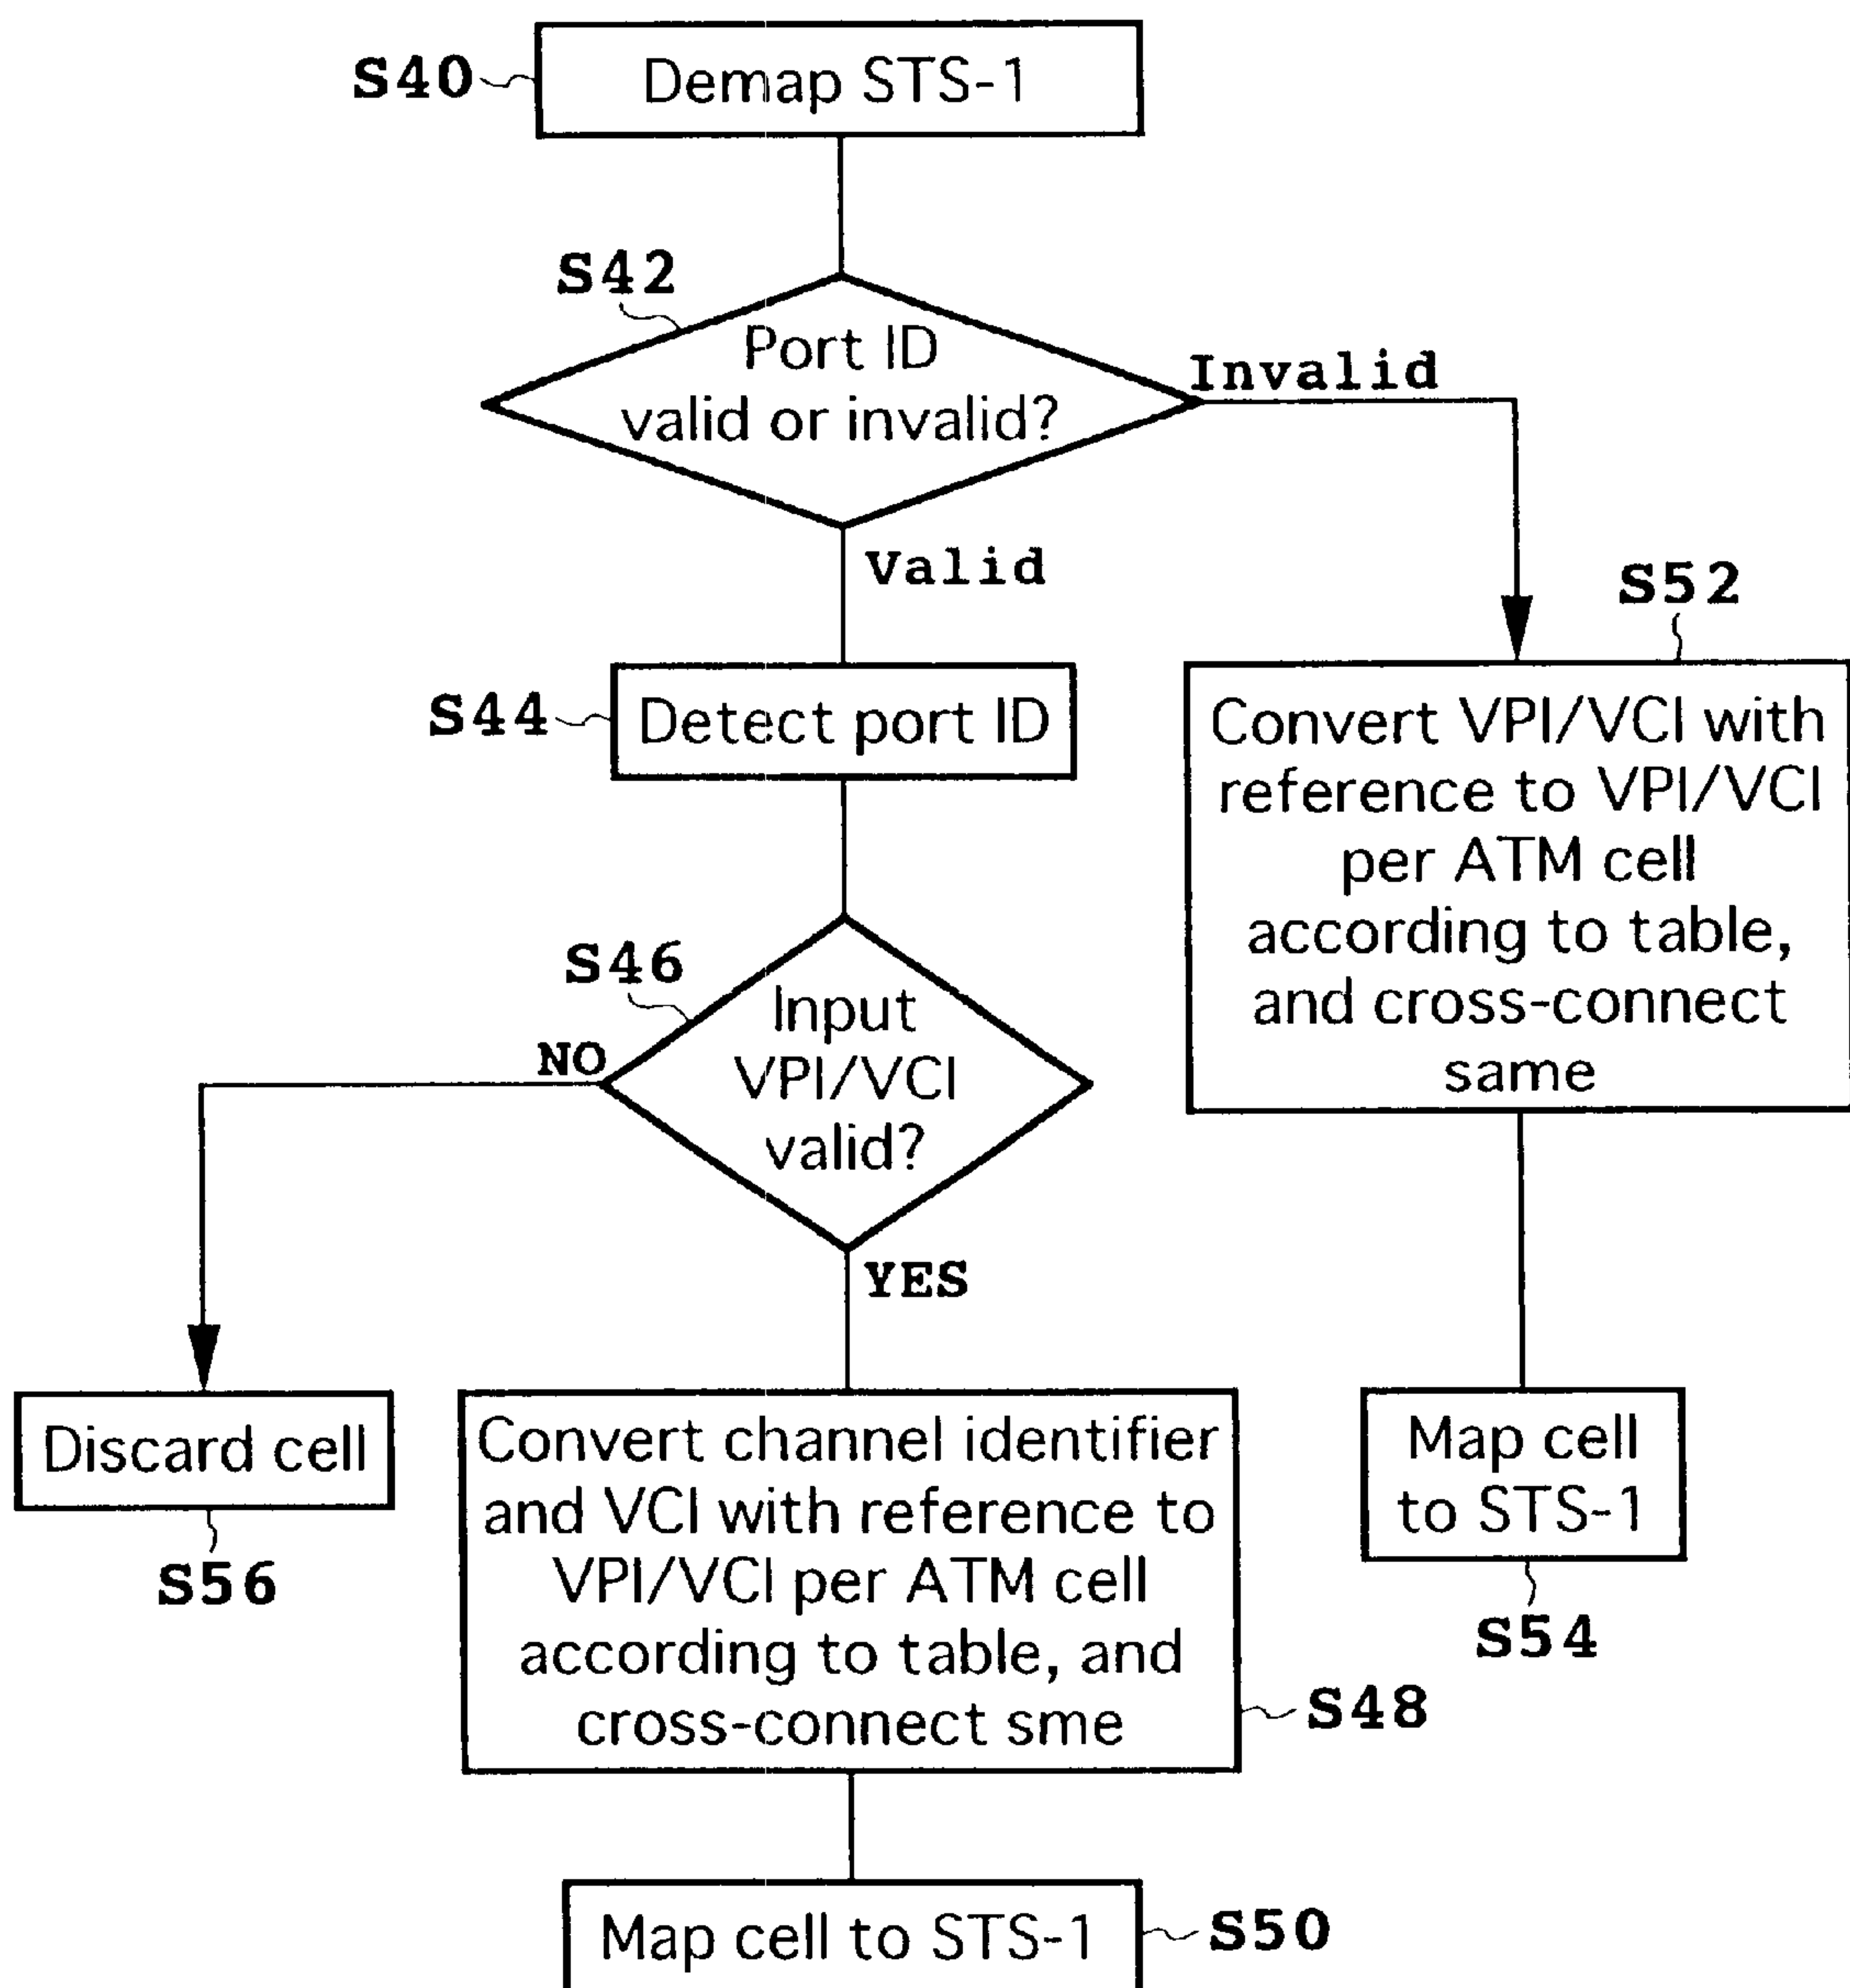 S40
Demap STS-1
S42
Port ID
valid or invalid?
Invalid
Valid
S44
Detect port ID
S52
Convert VPI/VCI with
reference to VPI/VCI
per ATM cell
according to table,
and cross-connect
same
S46
Input
VPI/VCI
valid?
NO
YES
Discard cell
S56
Convert channel identifier
and VCI with reference to
VPI/VCI per ATM cell
according to table, and
cross-connect sme
S48
Map cell
to STS-1
S54
Map cell to STS-1
S50